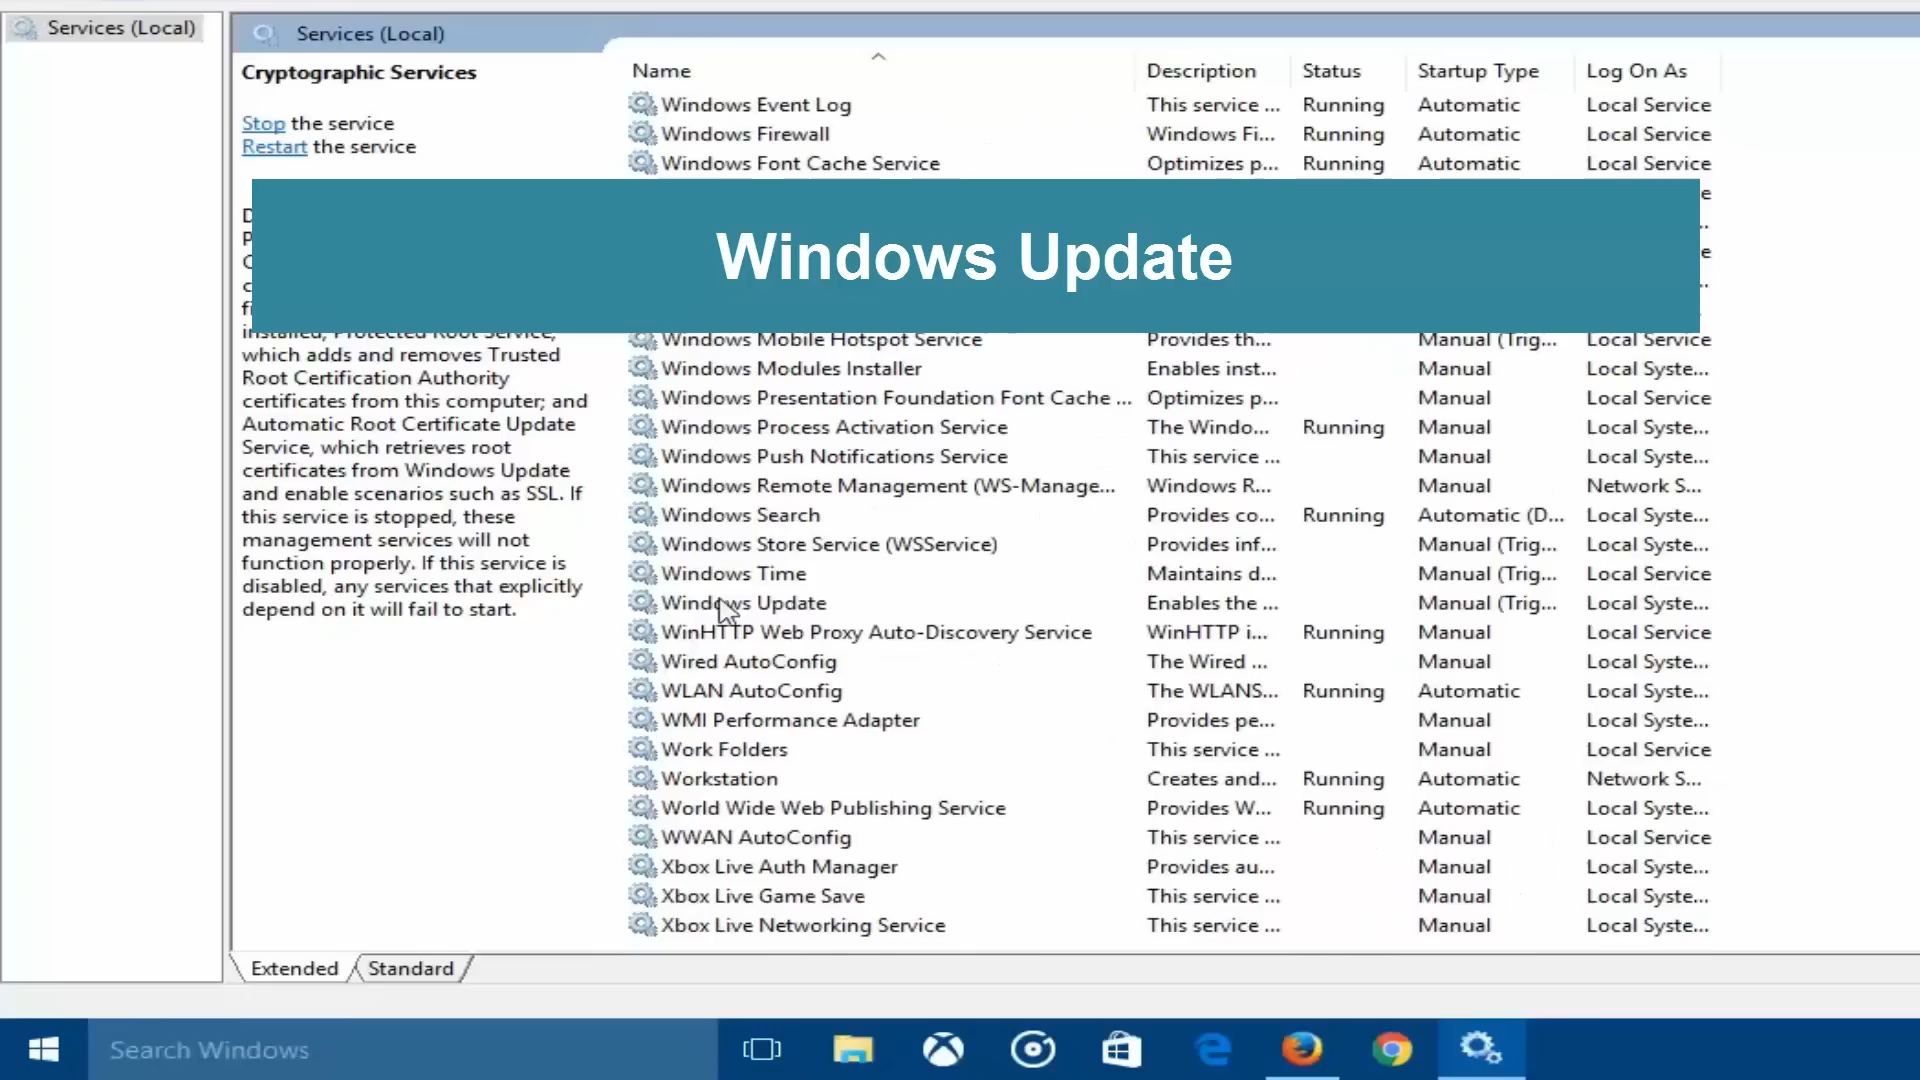 Services (Local)
Services (Local)
Cryptographic Services
Stop the service
Restart the service
which adds and removes Trusted
Root Certification Authority
certificates from this computer; and
Automatic Root Certificate Update
Service, which retrieves root
certificates from Windows Update
and enable scenarios such as SSL. If
this service is stopped, these
management services will not
function properly. If this service is
disabled, any services that explicitly
depend on it will fail to start.
Name Description Status Startup Type Log On As
Windows Event Log This service ... Running Automatic Local Service
Windows Firewall Windows Fi... Running Automatic Local Service
Windows Font Cache Service Optimizes p... Running Automatic Local Service
Windows Update
Windows Mobile Hotspot Service Provides th... Manual (Trig... Local Service
Windows Modules Installer Enables inst... Manual Local Syste...
Windows Presentation Foundation Font Cache ... Optimizes p... Manual Local Service
Windows Process Activation Service The Windo... Running Manual Local Syste...
Windows Push Notifications Service This service ... Manual Local Syste...
Windows Remote Management (WS-Manage... Windows R... Manual Network S...
Windows Search Provides co... Running Automatic (D... Local Syste...
Windows Store Service (WSService) Provides inf... Manual (Trig... Local Syste...
Windows Time Maintains d... Manual (Trig... Local Service
Windows Update Enables the ... Manual (Trig... Local Syste...
WinHTTP Web Proxy Auto-Discovery Service WinHTTP i... Running Manual Local Service
Wired AutoConfig The Wired ... Manual Local Syste...
WLAN AutoConfig The WLANS... Running Automatic Local Syste...
WMI Performance Adapter Provides pe... Manual Local Syste...
Work Folders This service ... Manual Local Service
Workstation Creates and... Running Automatic Network S...
World Wide Web Publishing Service Provides W... Running Automatic Local Syste...
WWAN AutoConfig This service ... Manual Local Service
Xbox Live Auth Manager Provides au... Manual Local Syste...
Xbox Live Game Save This service ... Manual Local Syste...
Xbox Live Networking Service This service ... Manual Local Syste...
Extended Standard
Search Windows